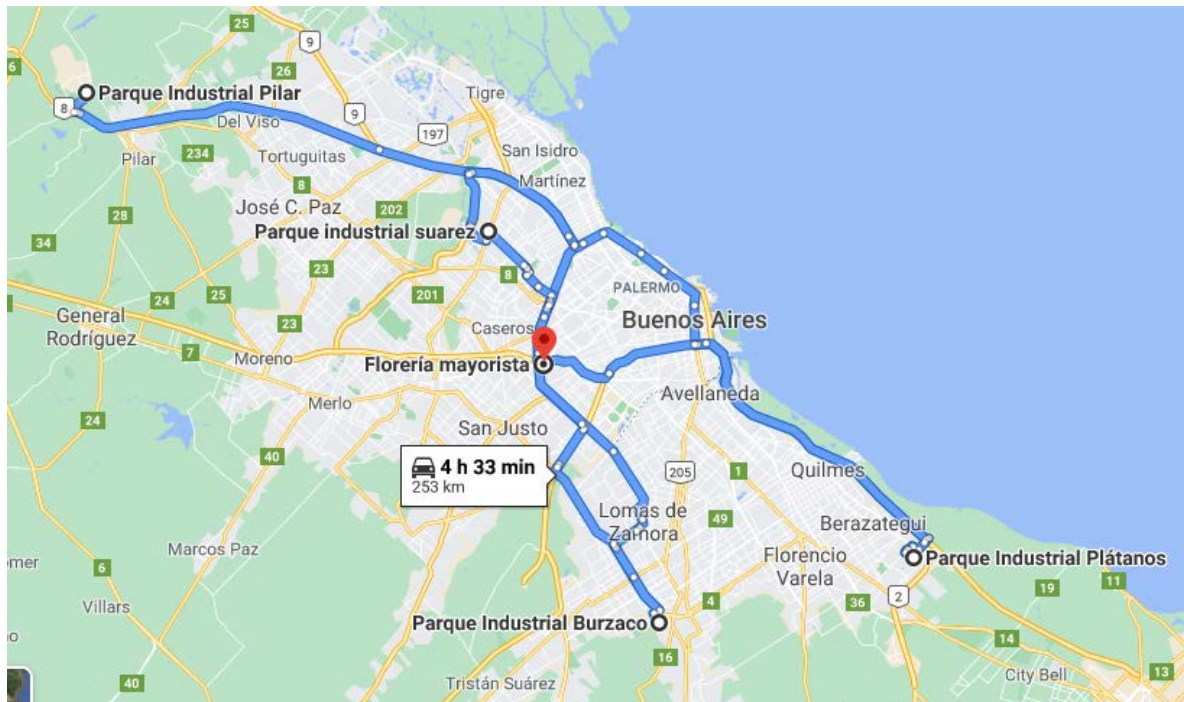 25
9
6
26
Parque Industrial Pilar
Tigre
8
9
Del Viso
197
234
Tortuguitas
San Isidro
Pilar
8
Martínez
28
José C. Paz
202
Parque industrial suarez
34
23
8
24
25
201
PALERMO
General
Rodríguez
23
Caseros
Buenos Aires
7
Moreno
Florería mayorista
Merlo
Avellaneda
24
San Justo
40
4 h 33 min
253 km
205
1
Quilmes
Lomas de
Zamora
49
Berazategui
Marcos Paz
Florencio
Varela
Parque Industrial Plátanos
omer
6
19
11
2
36
4
Villars
Parque Industrial Burzaco
14
oo
16
City Bell
13
40
Tristán Suárez